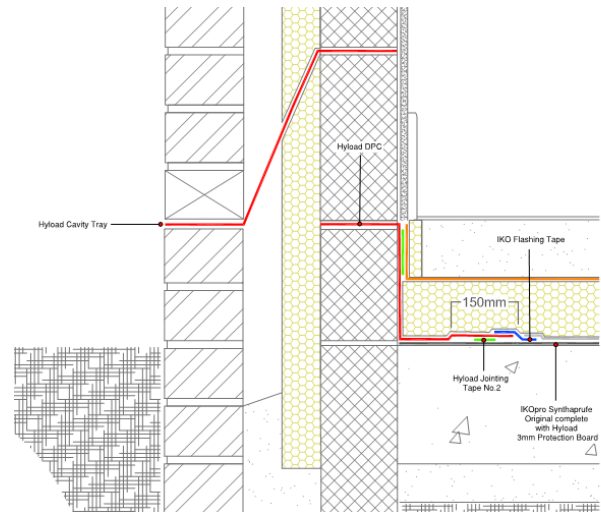 Hyload DPC
Hyload Cavity Tray
IKO Flashing Tape
150mm
Hyload Jointing
Tape No.2
IKOpro Synthaprufe
Original complete
with Hyload
3mm Protection Board